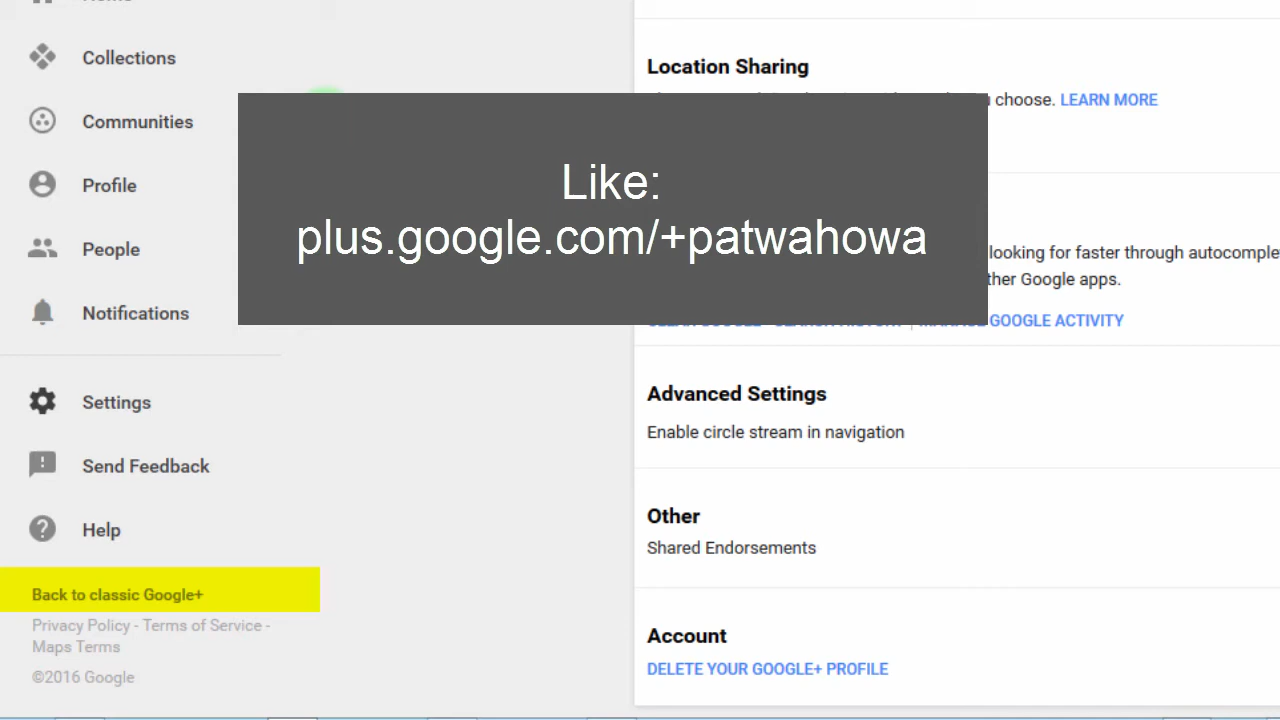 Collections
Communities
Profile
People
Notifications
Settings
Send Feedback
Help
Back to classic Google+
Privacy Policy - Terms of Service -
Maps Terms
©2016 Google
Like:
plus.google.com/+patwahowa
Location Sharing
choose. LEARN MORE
looking for faster through
Google apps.
GOOGLE ACTIVITY
Advanced Settings
Enable circle stream in navigation
Other
Shared Endorsements
Account
DELETE YOUR GOOGLE+ PROFILE